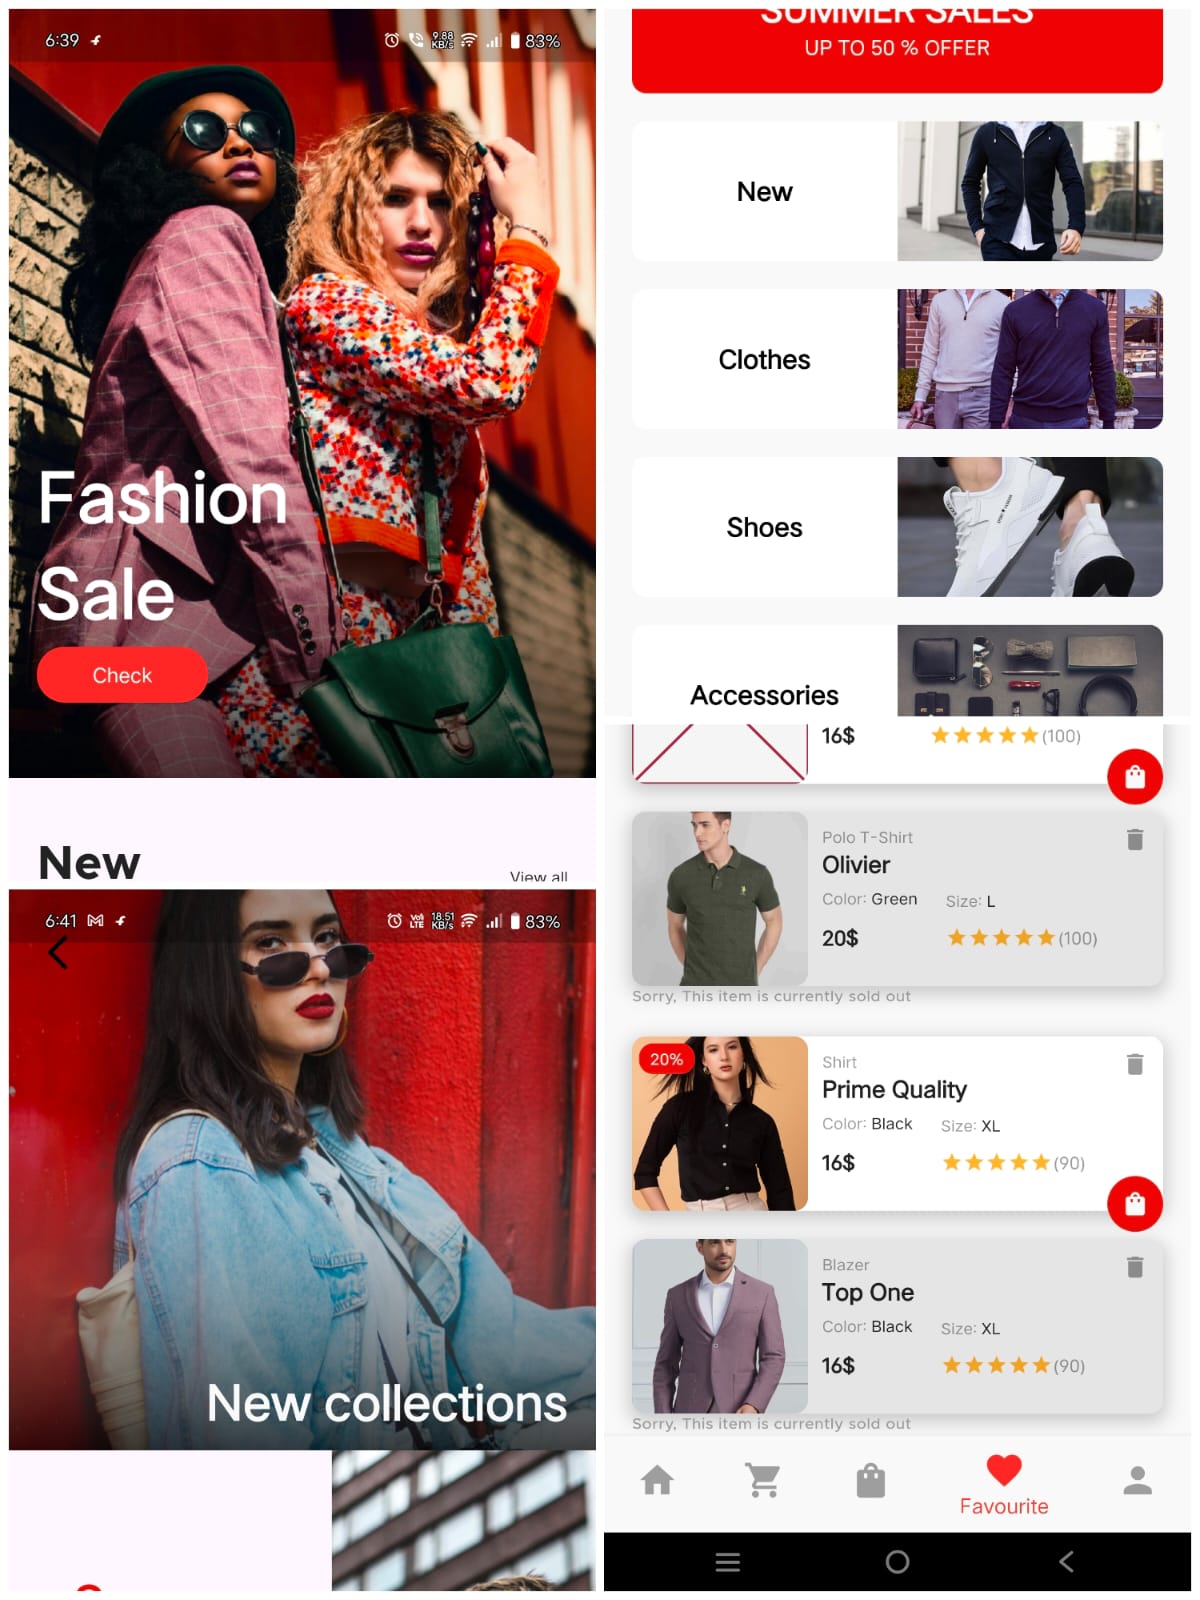 6:39
9.88
KB/s
83%
Fashion
Sale
Check
New
View all
6:41
Vo
LTE
18.51
KB/s
83%
New collections
SUMMER SALES
UP TO 50 % OFFER
New
Clothes
Shoes
Accessories
16$
(100)
Polo T-Shirt
Olivier
Color: Green Size: L
20$
(100)
Sorry, This item is currently sold out
20%
Shirt
Prime Quality
Color: Black Size: XL
16$
(90)
Blazer
Top One
Color: Black Size: XL
16$
(90)
Sorry, This item is currently sold out
Favourite